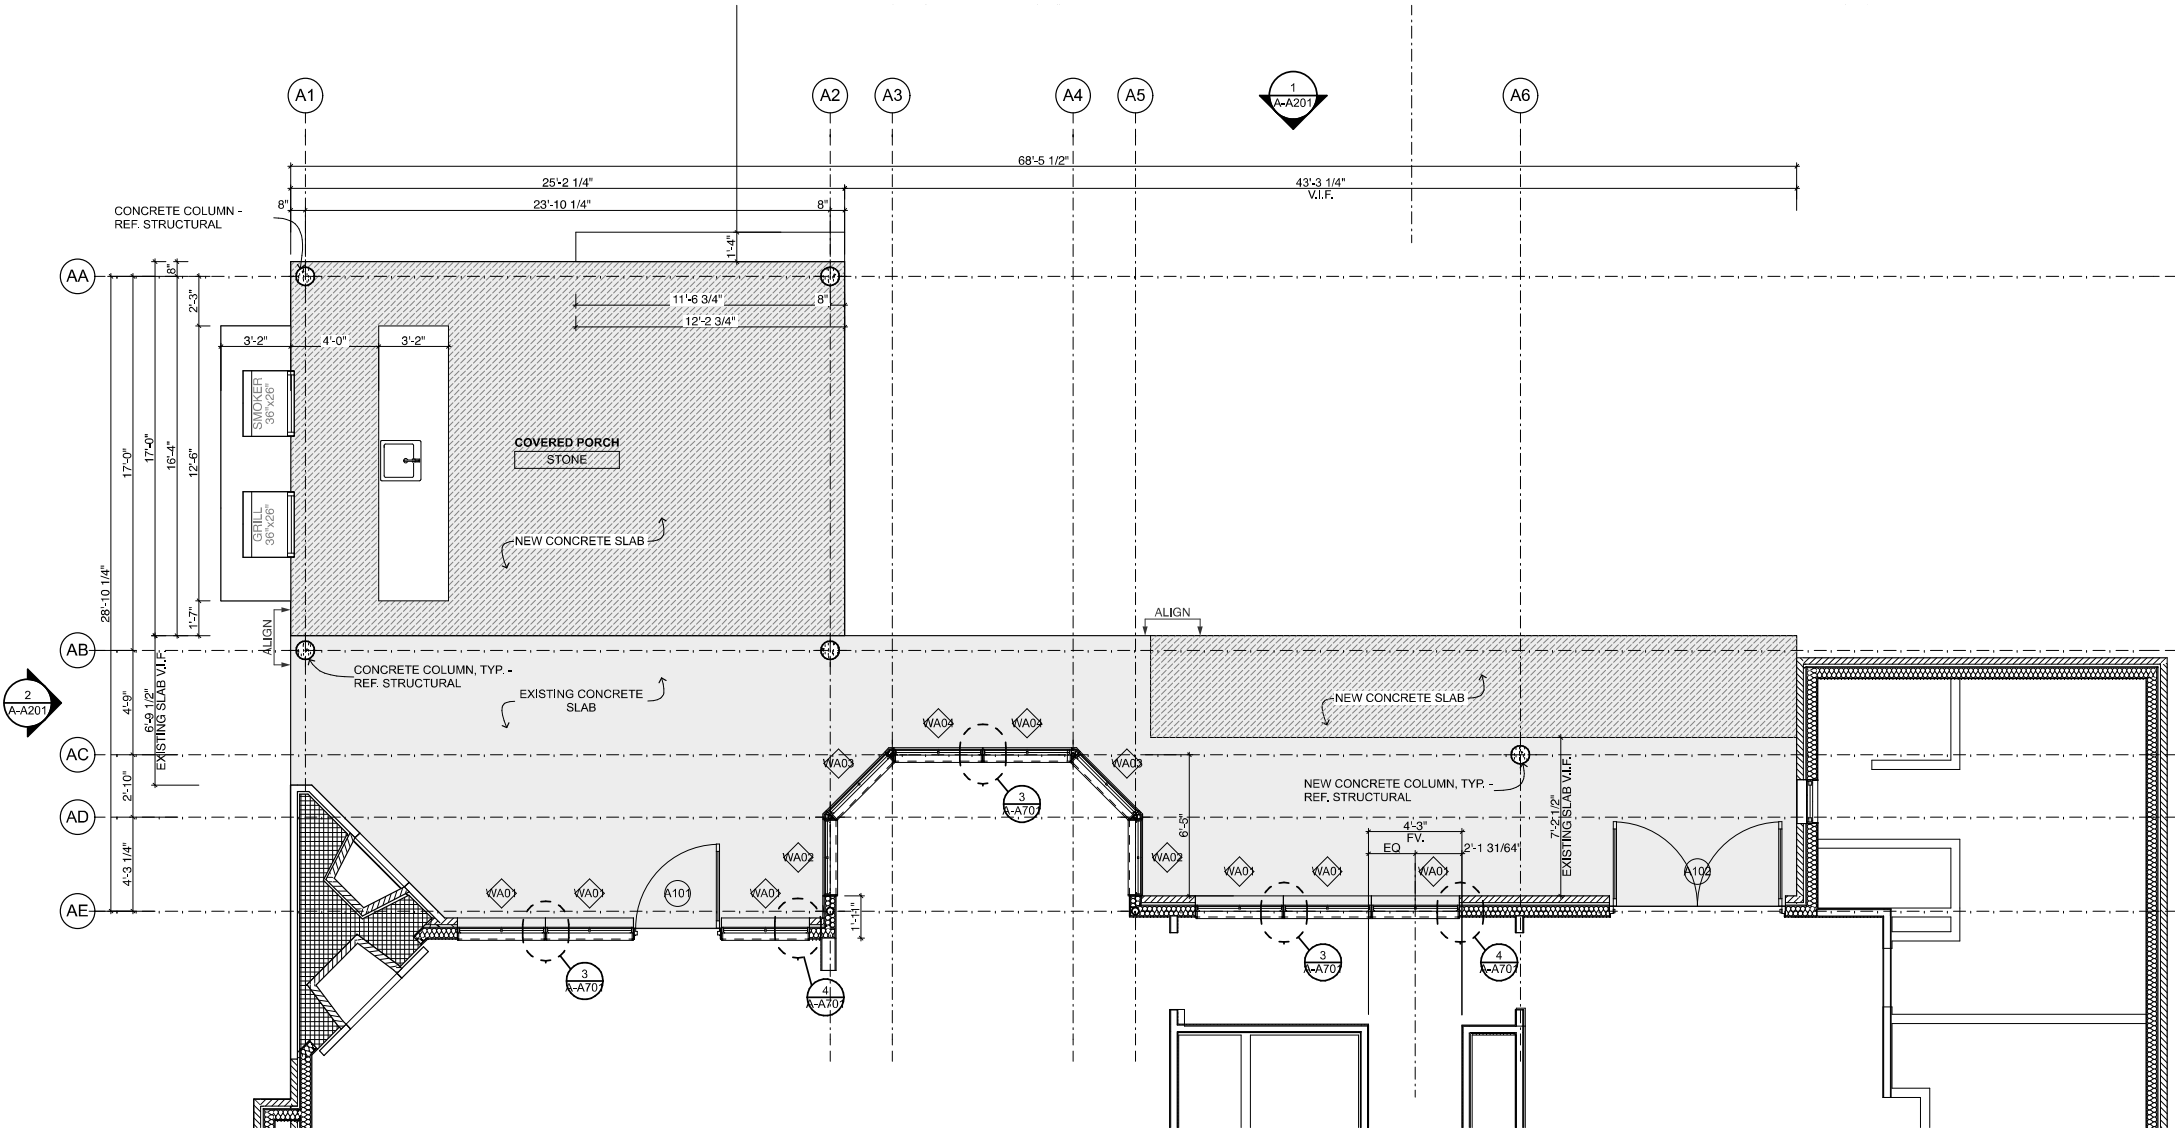 A1
A2
A3
A4
A5
1
A-A201
A6
68'-5 1/2"
25'-2 1/4"
43'-3 1/4"
V.I.F.
8"
23'-10 1/4"
8"
CONCRETE COLUMN -
REF. STRUCTURAL
1'-4"
AA
8"
2'-3"
11'-6 3/4"
8"
12'-2 3/4"
3'-2"
4'-0"
3'-2"
SMOKER
36"x26"
COVERED PORCH
STONE
17'-0"
17'-0"
16'-4"
12'-6"
GRILL
36"x26"
NEW CONCRETE SLAB
28'-10 1/4"
1'-7"
ALIGN
ALIGN
AB
CONCRETE COLUMN, TYP. -
REF. STRUCTURAL
EXISTING CONCRETE
SLAB
NEW CONCRETE SLAB
2
A-A201
4'-9"
6'-9 1/2"
EXISTING SLAB V.I.F.
WA04
WA04
AC
WA03
WA03
NEW CONCRETE COLUMN, TYP. -
REF. STRUCTURAL
2'-10"
3
A-A701
AD
6'-5"
7'-2 1/2"
EXISTING SLAB V.I.F.
4'-3"
FV.
EQ
2'-1 31/64"
WA02
WA02
4'-3 1/4"
WA01
WA01
A101
WA01
WA01
WA01
WA01
A102
AE
1'-11"
3
A-A701
4
A-A701
3
A-A701
4
A-A701